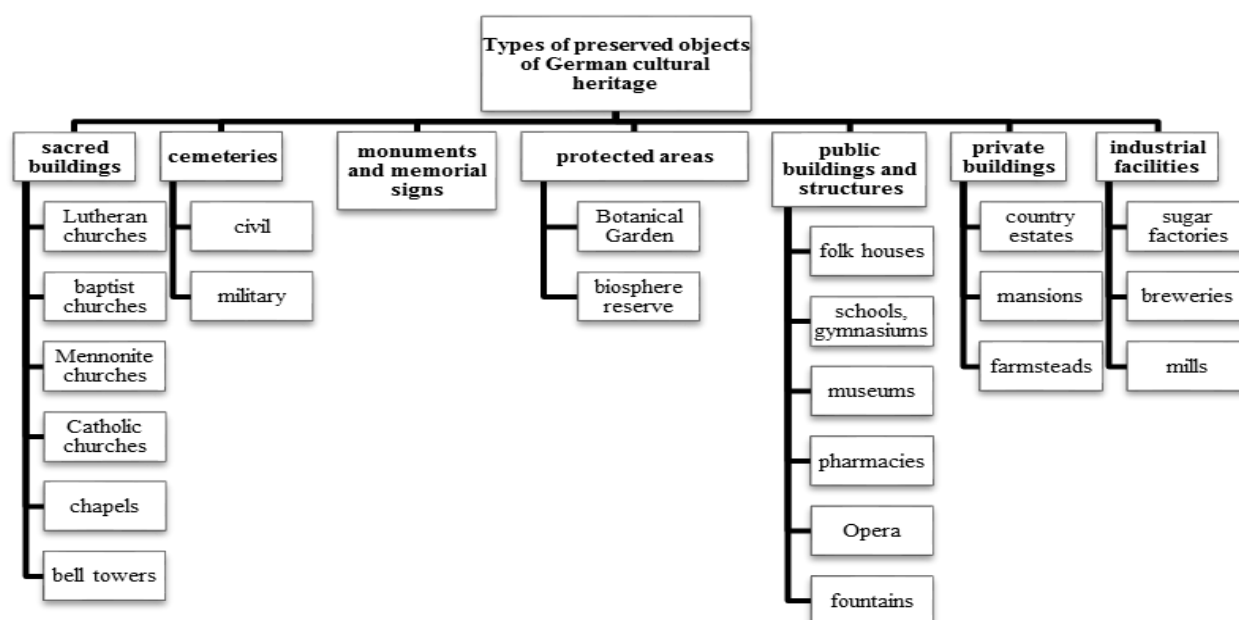 Types of preserved objects
of German cultural
heritage
sacred
buildings
Lutheran
churches
baptist
churches
Mennonite
churches
Catholic
churches
chapels
bell towers
cemeteries
civil
military
monuments
and memorial
signs
protected areas
Botanical
Garden
biosphere
reserve
public
buildings and
structures
folk houses
schools,
gymnasiums
museums
pharmacies
Opera
fountains
private
buildings
country
estates
mansions
farmsteads
industrial
facilities
sugar
factories
breweries
mills